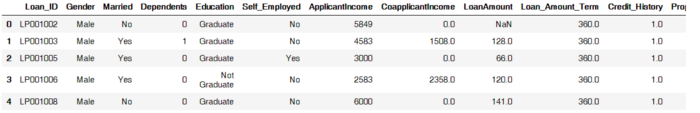 Loan_ID Gender Married Dependents Education Self_Employed ApplicantIncome CoapplicantIncome LoanAmount Loan_Amount_Term Credit_History Prop
0 LP001002 Male No 0 Graduate No 5849 0.0 NaN 360.0 1.0
1 LP001003 Male Yes 1 Graduate No 4583 1508.0 128.0 360.0 1.0
2 LP001005 Male Yes 0 Graduate Yes 3000 0.0 66.0 360.0 1.0
3 LP001006 Male Yes 0 Not Graduate No 2583 2358.0 120.0 360.0 1.0
4 LP001008 Male No 0 Graduate No 6000 0.0 141.0 360.0 1.0